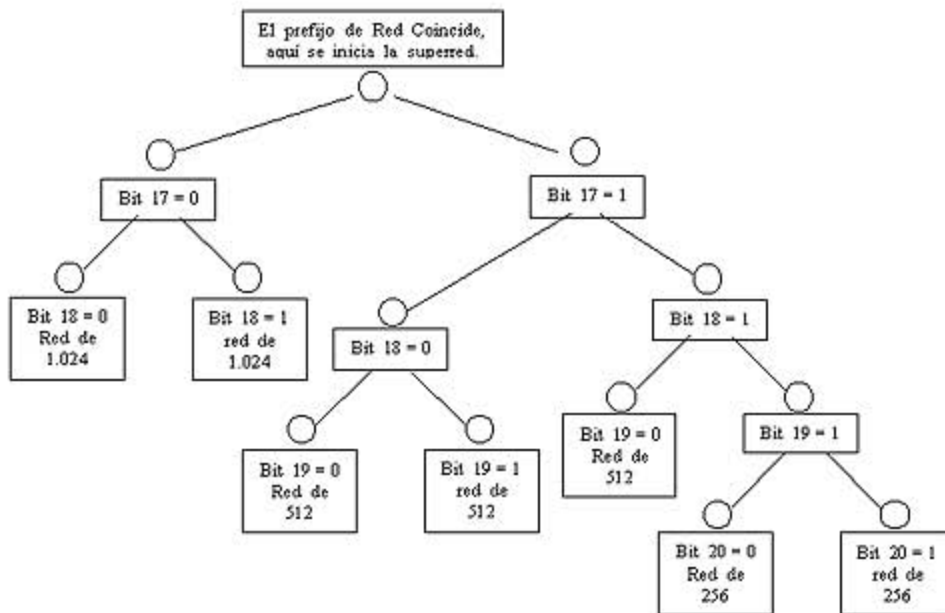 El prefijo de Red Coincide,
aquí se inicia la superred.
Bit 17 = 0
Bit 17 = 1
Bit 18 = 0
Red de
1.024
Bit 18 = 1
red de
1.024
Bit 18 = 0
Bit 18 = 1
Bit 19 = 0
Red de
512
Bit 19 = 1
red de
512
Bit 19 = 0
Red de
512
Bit 19 = 1
Bit 20 = 0
Red de
256
Bit 20 = 1
red de
256